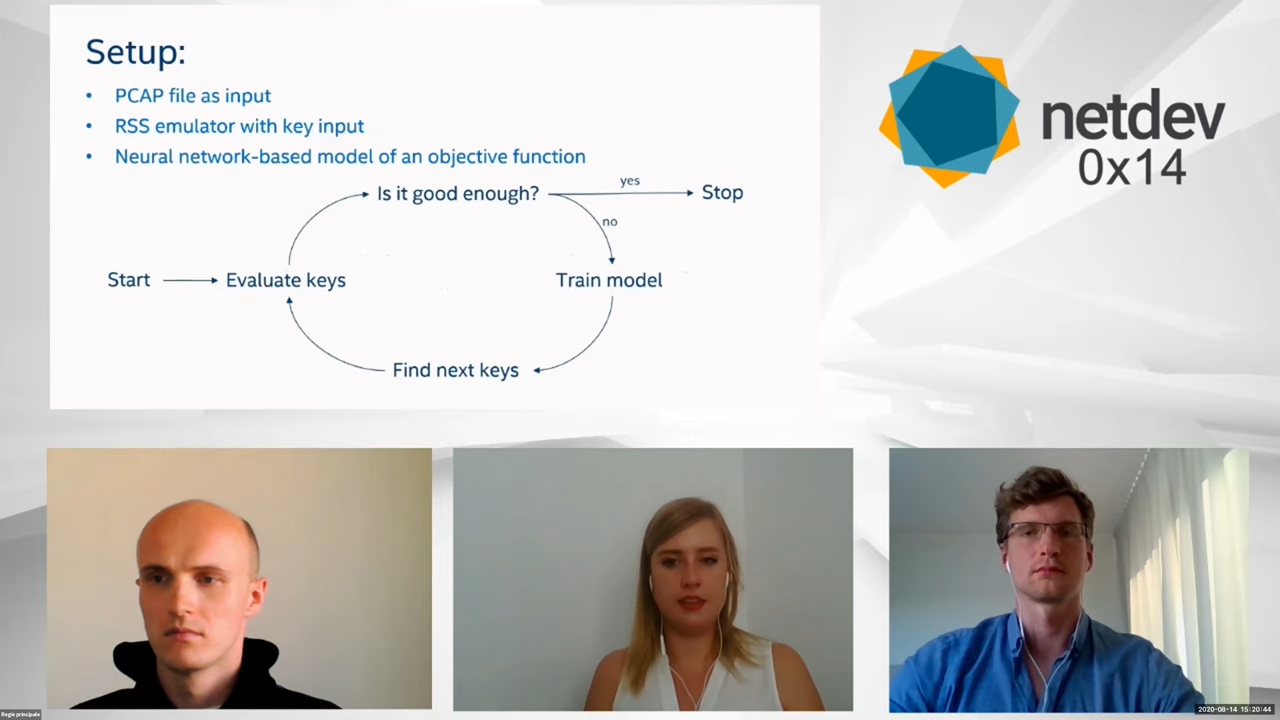 Setup:
• PCAP file as input
• RSS emulator with key input
• Neural network-based model of an objective function
Is it good enough?
yes
Stop
no
Start
Evaluate keys
Train model
Find next keys
netdev
0x14
Regie principale
2020-08-14 15:20:44